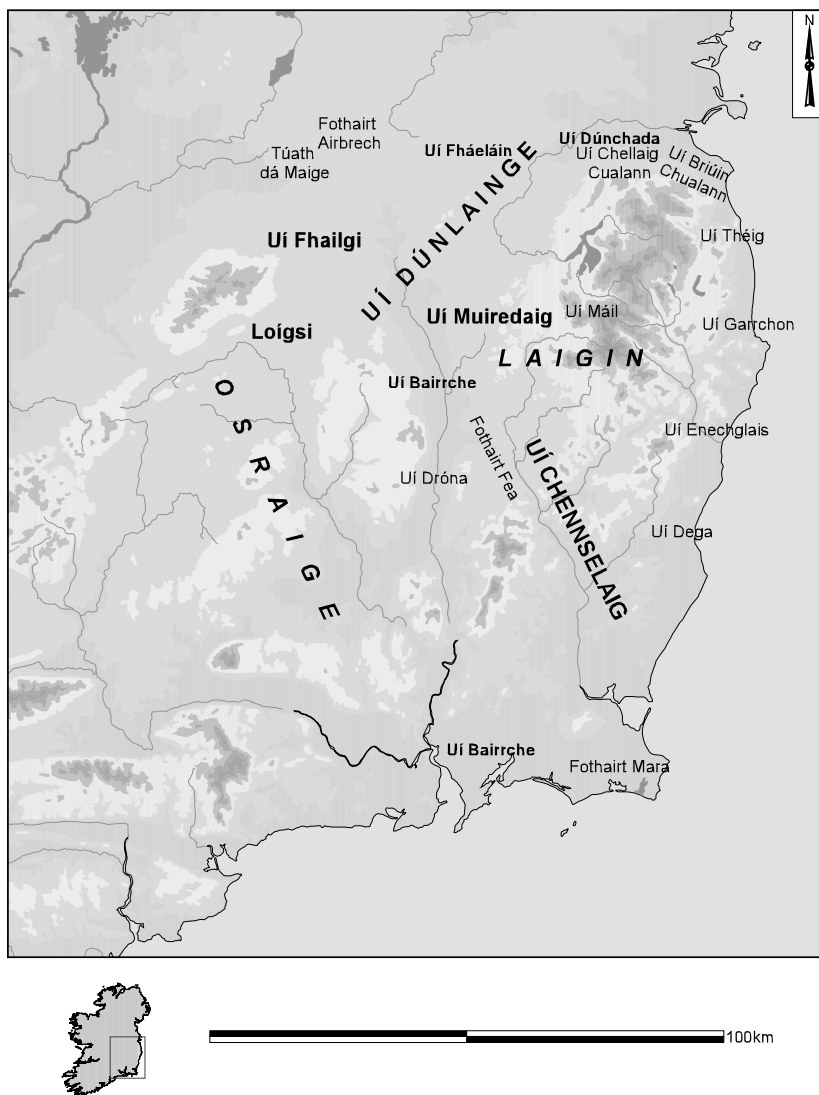 N
Fothairt
Airbrech
Túath
dá Maige
Uí Fháeláin
Uí Dúnchada
Uí Chellaig
Cualann
Uí Briúin
Chualann
UÍ DÚNLAINGE
Uí Fhailgi
Uí Théig
Loígsi
Uí Muiredaig
Uí Máil
Uí Garrchon
LAIGIN
Uí Bairrche
OSRAIGE
Uí Enechglais
Fothairt Fea
Uí Dróna
UÍ CHENNSELAIG
Uí Dega
Uí Bairrche
Fothairt Mara
100km